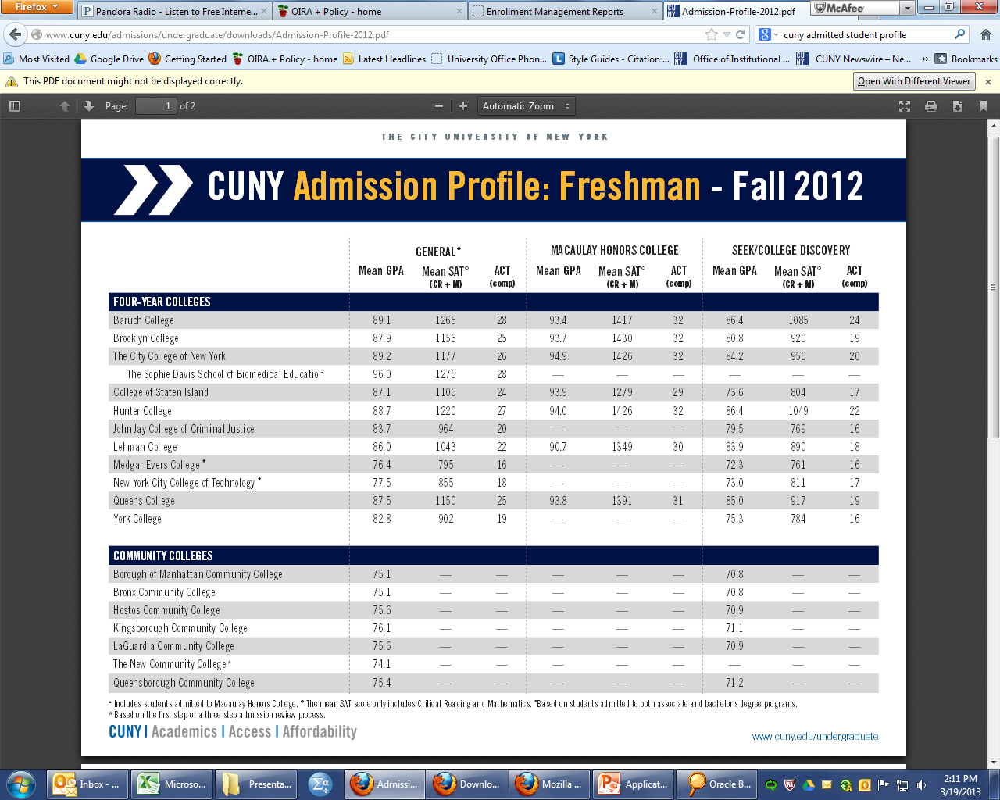 Firefox
Pandora Radio - Listen to Free Interne...
OIRA + Policy - home
Enrollment Management Reports
Admission-Profile-2012.pdf
McAfee
www.cuny.edu/admissions/undergraduate/downloads/Admission-Profile-2012.pdf
cuny admitted student profile
Most Visited Google Drive Getting Started OIRA + Policy - home Latest Headlines University Office Phon... Style Guides - Citation ... Office of Institutional ... CUNY Newswire – Ne... » Bookmarks
This PDF document might not be displayed correctly.
Open With Different Viewer
Page: 1 of 2
Automatic Zoom
THE CITY UNIVERSITY OF NEW YORK
CUNY Admission Profile: Freshman - Fall 2012
GENERAL* MACAULAY HONORS COLLEGE SEEK/COLLEGE DISCOVERY
Mean GPA Mean SAT° ACT Mean GPA Mean SAT° ACT Mean GPA Mean SAT° ACT
(CR + M) (comp) (CR + M) (comp) (CR + M) (comp)
FOUR-YEAR COLLEGES
Baruch College 89.1 1265 28 93.4 1417 32 86.4 1085 24
Brooklyn College 87.9 1156 25 93.7 1430 32 80.8 920 19
The City College of New York 89.2 1177 26 94.9 1426 32 84.2 956 20
The Sophie Davis School of Biomedical Education 96.0 1275 28 — — — — — —
College of Staten Island 87.1 1106 24 93.9 1279 29 73.6 804 17
Hunter College 88.7 1220 27 94.0 1426 32 86.4 1049 22
John Jay College of Criminal Justice 83.7 964 20 — — — 79.5 769 16
Lehman College 86.0 1043 22 90.7 1349 30 83.9 890 18
Medgar Evers College * 76.4 795 16 — — — 72.3 761 16
New York City College of Technology * 77.5 855 18 — — — 73.0 811 17
Queens College 87.5 1150 25 93.8 1391 31 85.0 917 19
York College 82.8 902 19 — — — 75.3 784 16
COMMUNITY COLLEGES
Borough of Manhattan Community College 75.1 — — — — — 70.8 — —
Bronx Community College 75.1 — — — — — 70.8 — —
Hostos Community College 75.6 — — — — — 70.9 — —
Kingsborough Community College 76.1 — — — — — 71.1 — —
LaGuardia Community College 75.6 — — — — — 70.9 — —
The New Community College^ 74.1 — — — — — — — —
Queensborough Community College 75.4 — — — — — 71.2 — —
* Includes students admitted to Macaulay Honors College. ° The mean SAT score only includes Critical Reading and Mathematics. *Based on students admitted to both associate and bachelor's degree programs.
^ Based on the first step of a three step admission review process.
CUNY | Academics | Access | Affordability
www.cuny.edu/undergraduate
Inbox - ... Microso... Presenta... Admissi... Downlo... Mozilla ... Applicat... Oracle B...
2:11 PM
3/19/2013